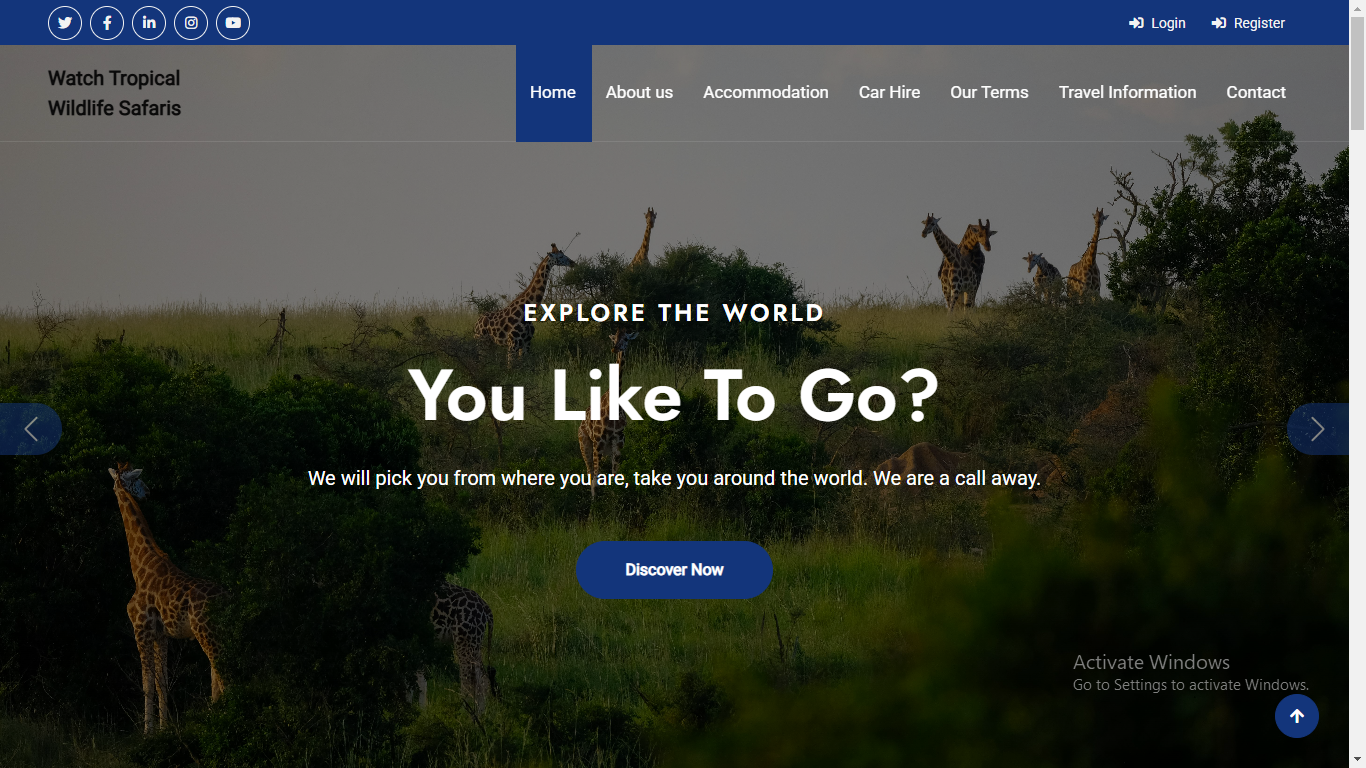 Login
Register
Watch Tropical
Wildlife Safaris
Home
About us
Accommodation
Car Hire
Our Terms
Travel Information
Contact
EXPLORE THE WORLD
You Like To Go?
We will pick you from where you are, take you around the world. We are a call away.
Discover Now
Activate Windows
Go to Settings to activate Windows.